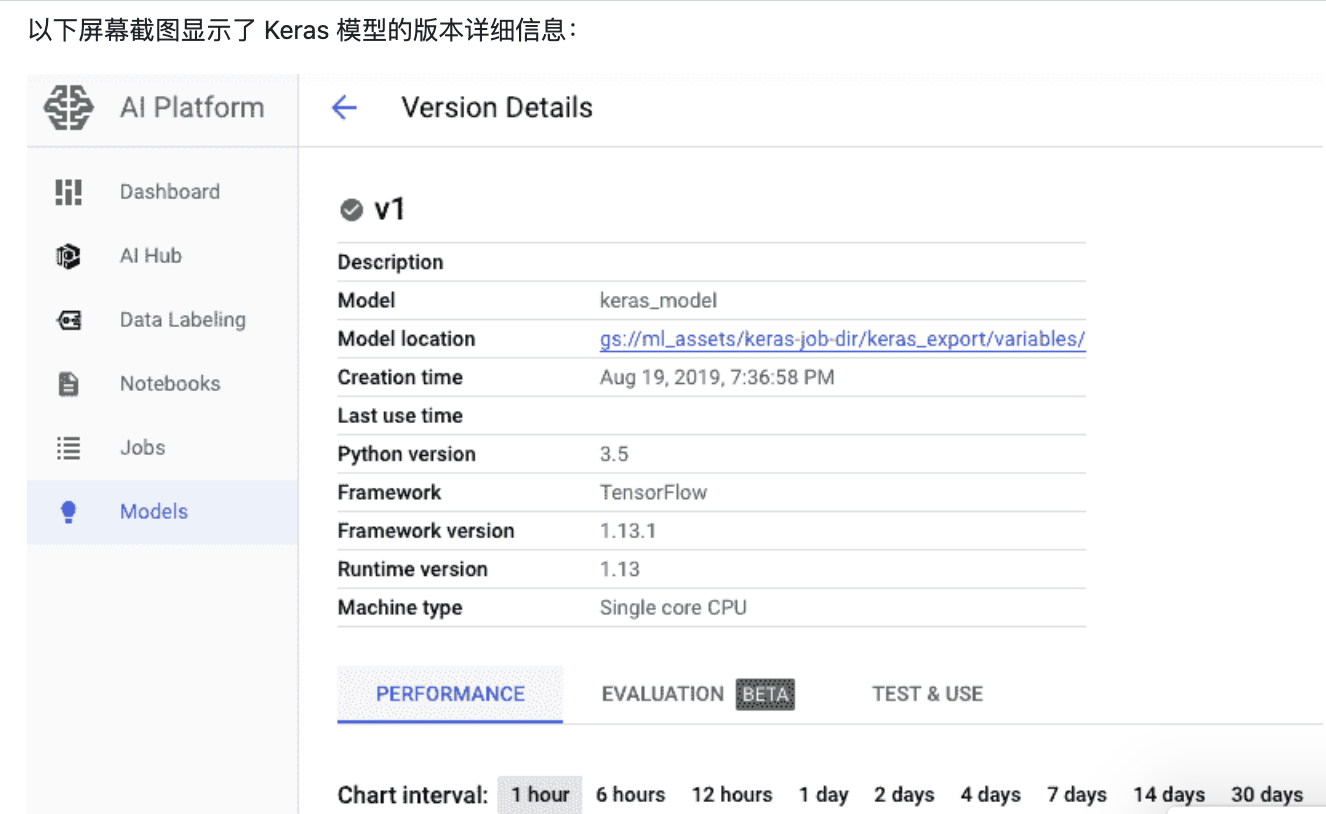 以下屏幕截图显示了 Keras 模型的版本详细信息：
AI Platform
Version Details
Dashboard
AI Hub
Data Labeling
Notebooks
Jobs
Models
v1
Description
Model keras_model
Model location gs://ml_assets/keras-job-dir/keras_export/variables/
Creation time Aug 19, 2019, 7:36:58 PM
Last use time
Python version 3.5
Framework TensorFlow
Framework version 1.13.1
Runtime version 1.13
Machine type Single core CPU
PERFORMANCE EVALUATION BETA TEST & USE
Chart interval: 1 hour 6 hours 12 hours 1 day 2 days 4 days 7 days 14 days 30 days